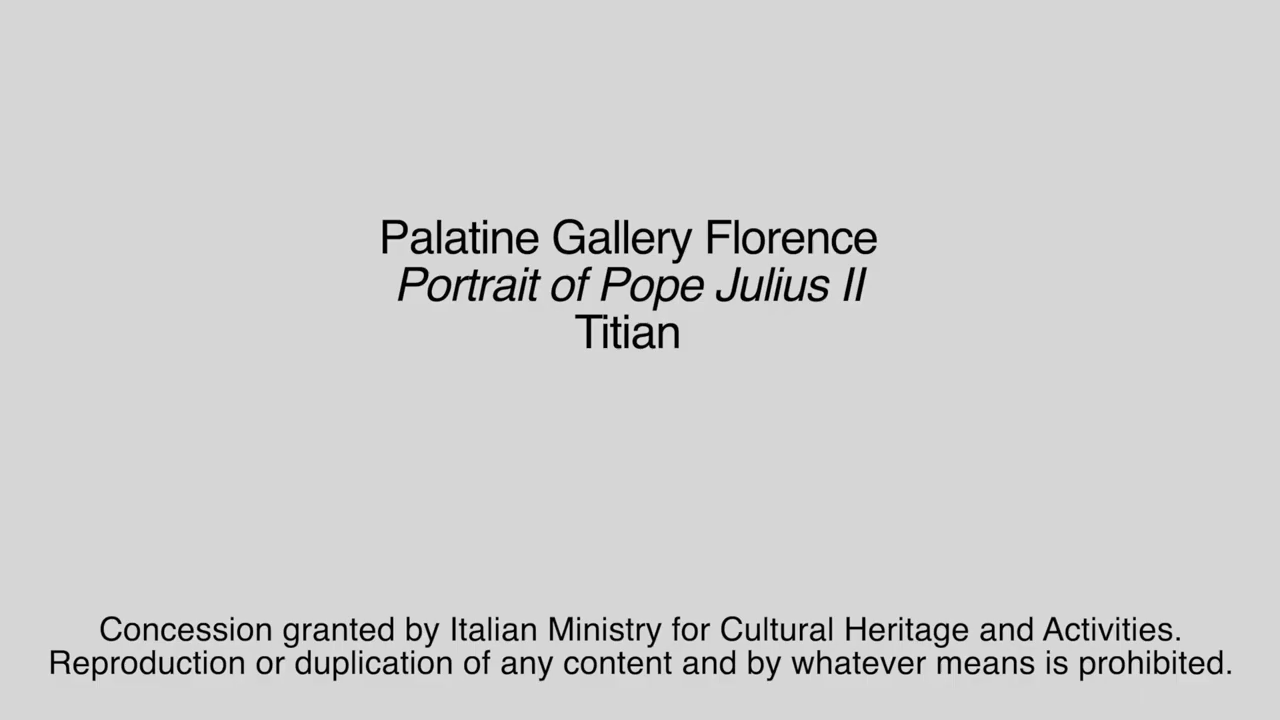 Palatine Gallery Florence
Portrait of Pope Julius II
Titian
Concession granted by Italian Ministry for Cultural Heritage and Activities.
Reproduction or duplication of any content and by whatever means is prohibited.